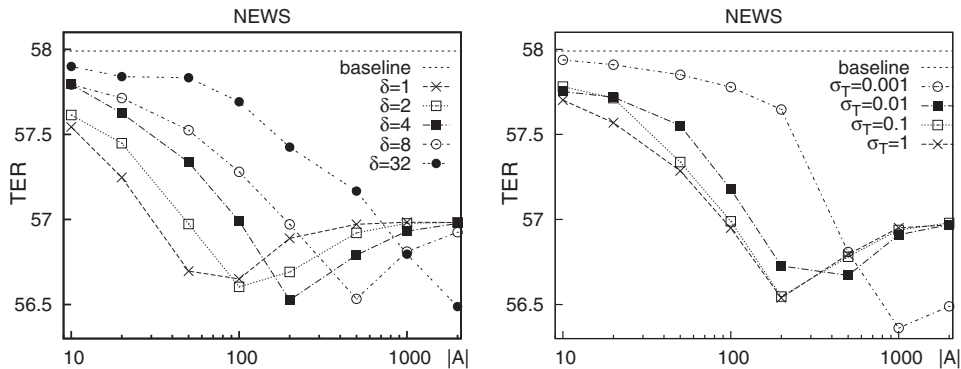 NEWS
58
57.5
57
56.5
TER
10
100
1000
|A|
baseline
δ=1
δ=2
δ=4
δ=8
δ=32
NEWS
58
57.5
57
56.5
TER
10
100
1000
|A|
baseline
σT=0.001
σT=0.01
σT=0.1
σT=1